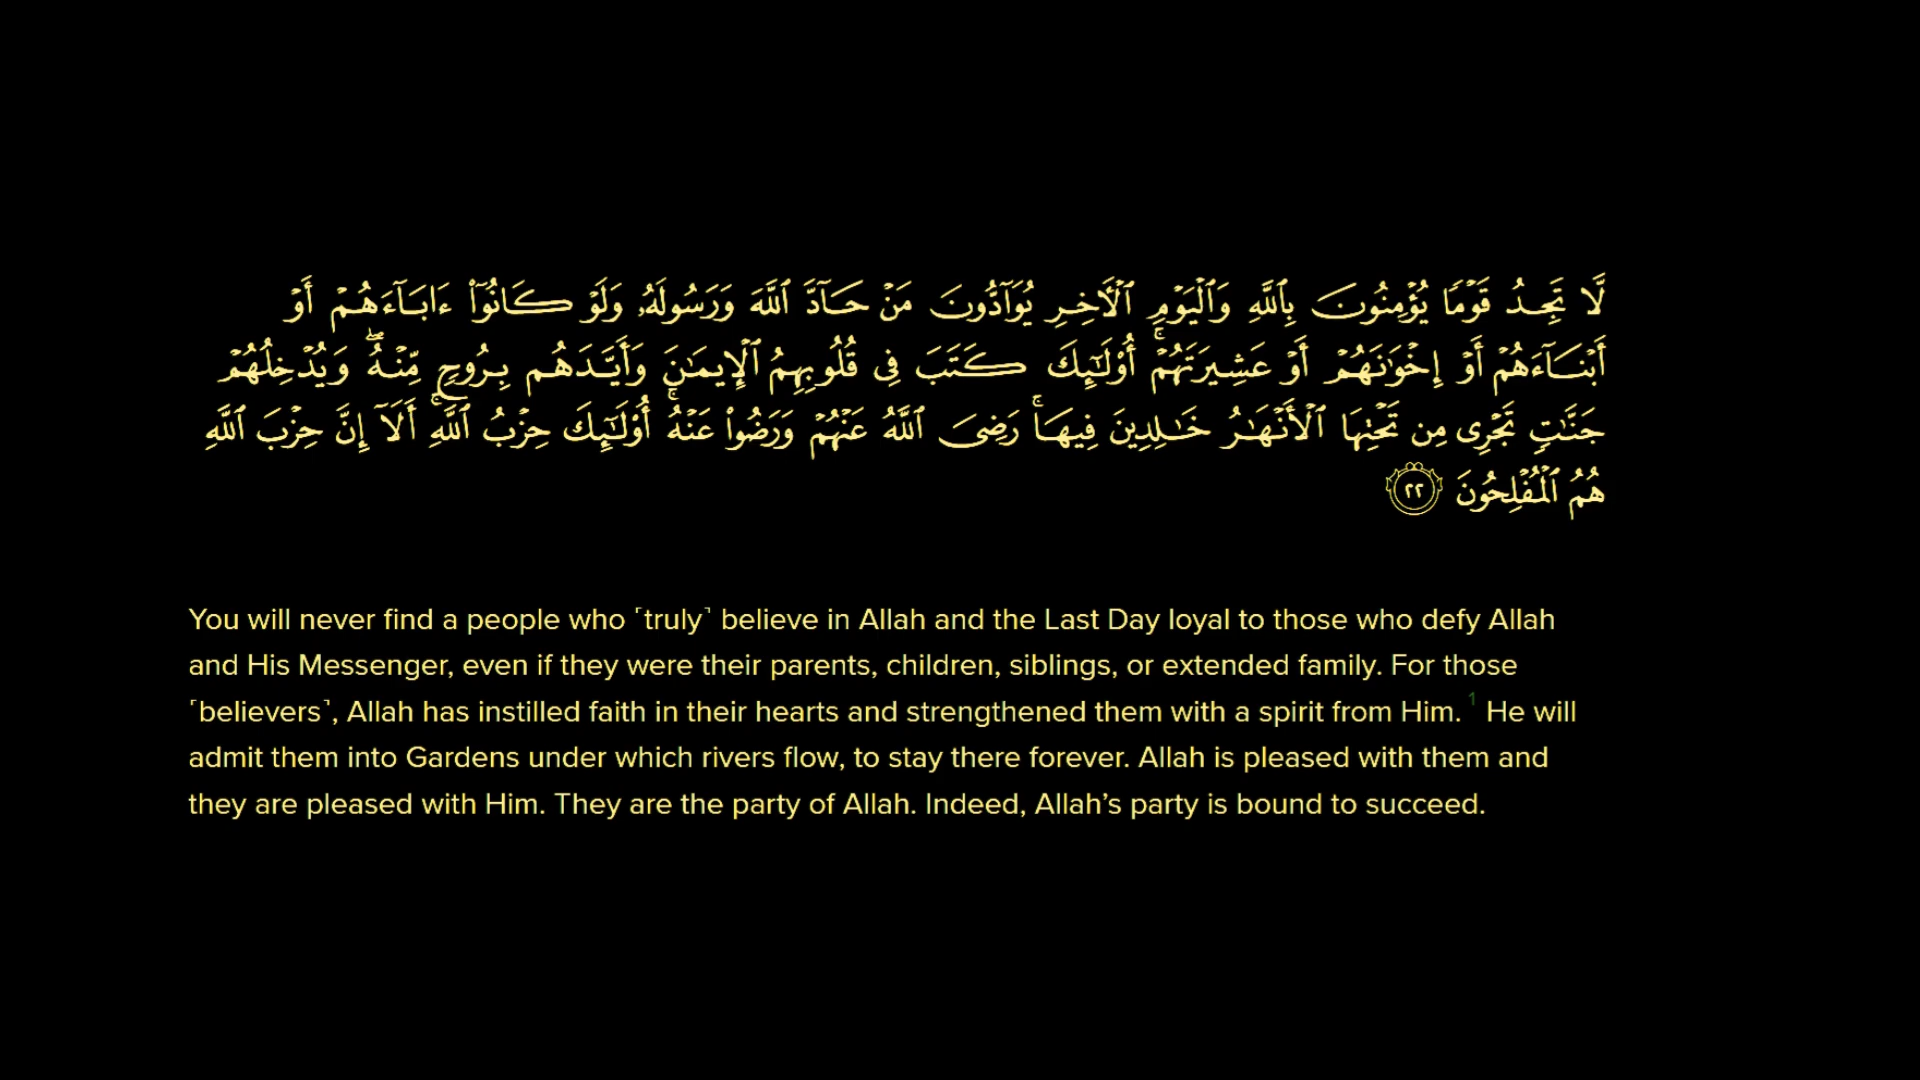 لَّا تَجِدُ قَوْمًا يُؤْمِنُونَ بِٱللَّهِ وَٱلْيَوْمِ ٱلْـَٔاخِرِ يُوَآدُّونَ مَنْ حَآدَّ ٱللَّهَ وَرَسُولَهُۥ وَلَوْ كَانُوٓا۟ ءَابَآءَهُمْ أَوْ
أَبْنَآءَهُمْ أَوْ إِخْوَٰنَهُمْ أَوْ عَشِيرَتَهُمْ ۚ أُو۟لَـٰٓئِكَ كَتَبَ فِى قُلُوبِهِمُ ٱلْإِيمَـٰنَ وَأَيَّدَهُم بِرُوحٍ مِّنْهُ ۖ وَيُدْخِلُهُمْ
جَنَّـٰتٍ تَجْرِى مِن تَحْتِهَا ٱلْأَنْهَـٰرُ خَـٰلِدِينَ فِيهَا ۚ رَضِىَ ٱللَّهُ عَنْهُمْ وَرَضُوا۟ عَنْهُ ۚ أُو۟لَـٰٓئِكَ حِزْبُ ٱللَّهِ ۚ أَلَآ إِنَّ حِزْبَ ٱللَّهِ
هُمُ ٱلْمُفْلِحُونَ ٢٢
You will never find a people who ˹truly˺ believe in Allah and the Last Day loyal to those who defy Allah
and His Messenger, even if they were their parents, children, siblings, or extended family. For those
˹believers˺, Allah has instilled faith in their hearts and strengthened them with a spirit from Him. 1 He will
admit them into Gardens under which rivers flow, to stay there forever. Allah is pleased with them and
they are pleased with Him. They are the party of Allah. Indeed, Allah’s party is bound to succeed.